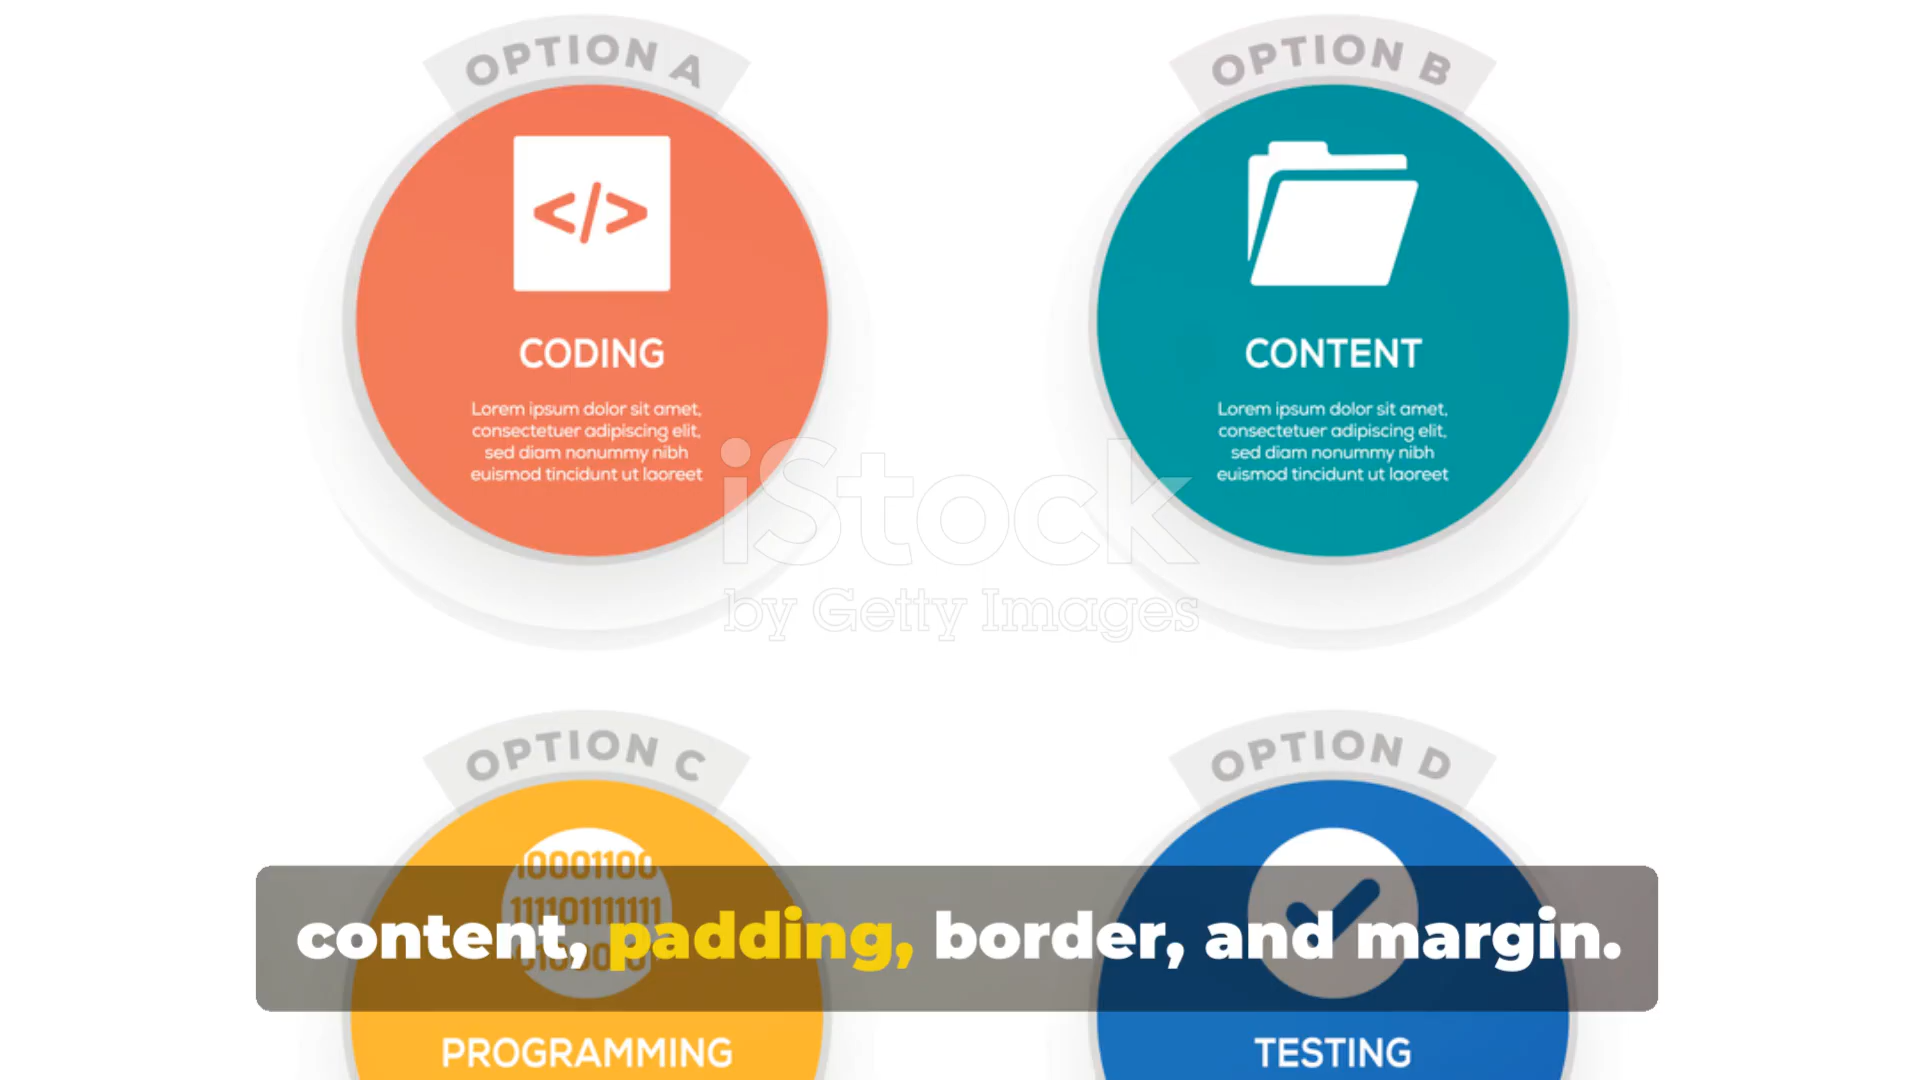 OPTION A
OPTION B
</>
CODING
CONTENT
Lorem ipsum dolor sit amet,
consectetuer adipiscing elit,
sed diam nonummy nibh
euismod tincidunt ut laoreet
Lorem ipsum dolor sit amet,
consectetuer adipiscing elit,
sed diam nonummy nibh
euismod tincidunt ut laoreet
iStock
by Getty Images
OPTION C
OPTION D
content, padding, border, and margin.
PROGRAMMING
TESTING